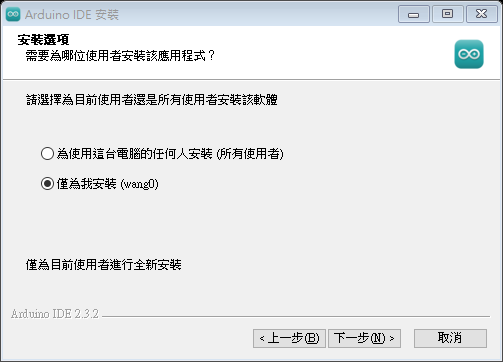 Arduino IDE 安裝
安裝選項
需要為哪位使用者安裝該應用程式？
請選擇為目前使用者還是所有使用者安裝該軟體
為使用這台電腦的任何人安裝 (所有使用者)
僅為我安裝 (wang0)
僅為目前使用者進行全新安裝
Arduino IDE 2.3.2
< 上一步(B) 下一步(N) > 取消